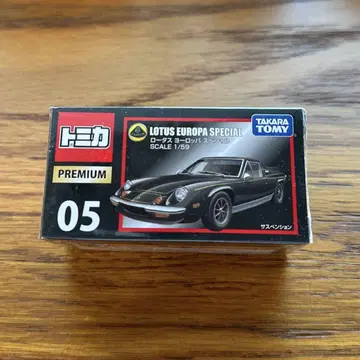 トミカ
PREMIUM
05
LOTUS EUROPA SPECIAL
ロータス ヨーロッパ スペシャル
SCALE 1/59
TAKARA
TOMY
サスペンション